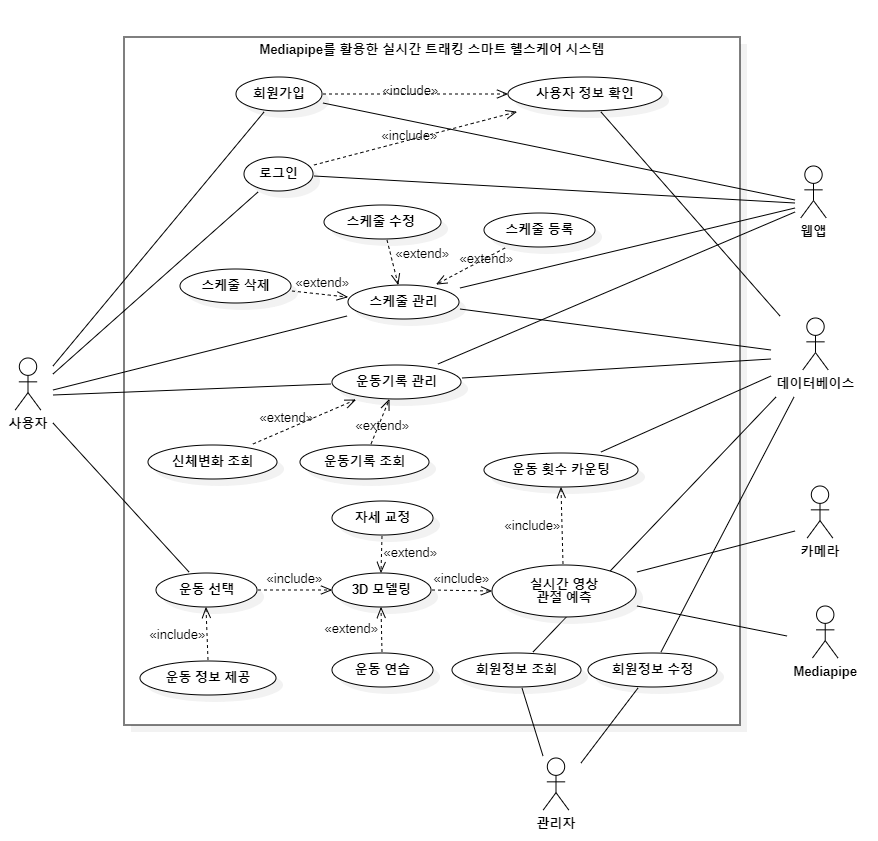 Mediapipe를 활용한 실시간 트래킹 스마트 헬스케어 시스템
회원가입
«include»
사용자 정보 확인
«include»
로그인
스케줄 수정
스케줄 등록
웹앱
«extend»
«extend»
스케줄 삭제
«extend»
스케줄 관리
운동기록 관리
데이터베이스
사용자
«extend»
«extend»
신체변화 조회
운동기록 조회
운동 횟수 카운팅
자세 교정
«include»
카메라
«extend»
운동 선택
«include»
3D 모델링
«include»
실시간 영상
관절 예측
«include»
«extend»
운동 정보 제공
운동 연습
회원정보 조회
회원정보 수정
Mediapipe
관리자